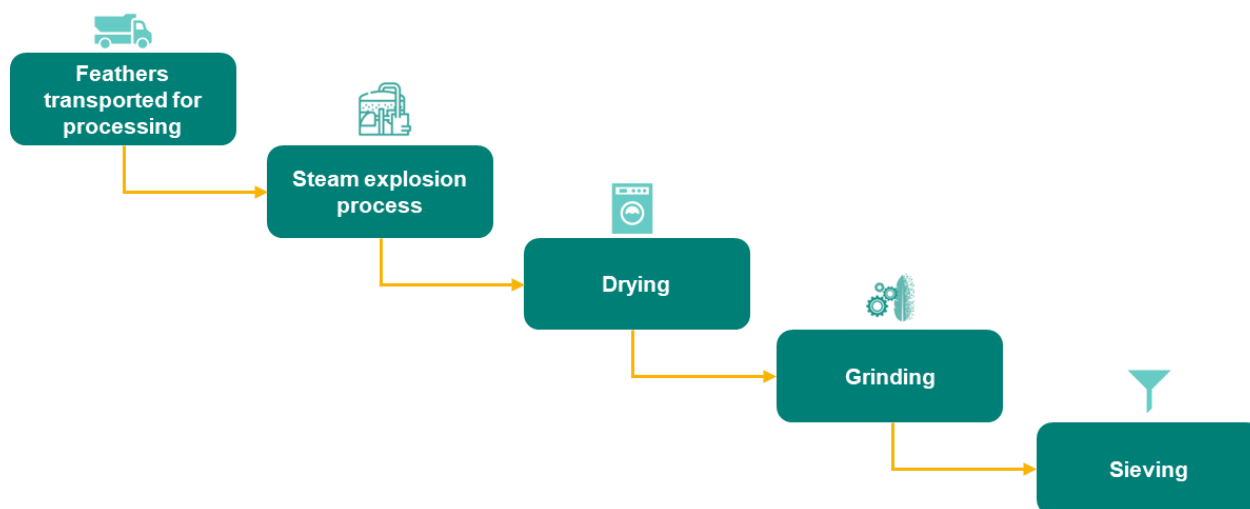 Feathers
transported for
processing
Steam explosion
process
Drying
Grinding
Sieving